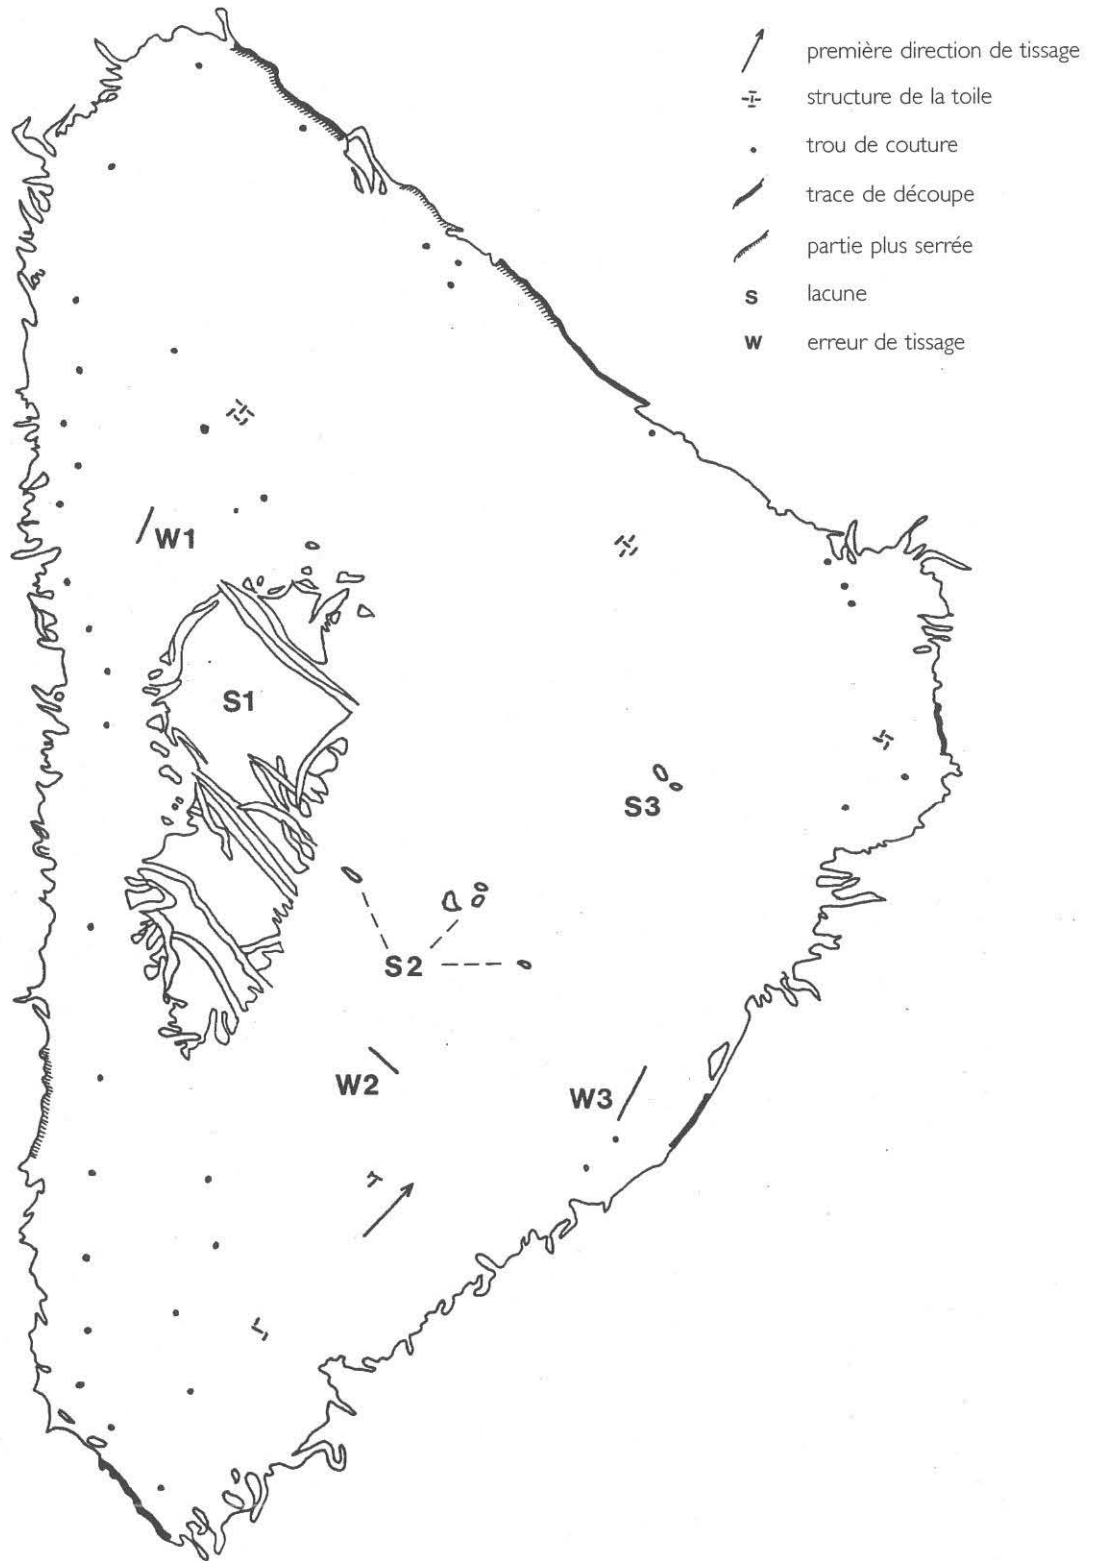 première direction de tissage
structure de la toile
trou de couture
trace de découpe
partie plus serrée
S lacune
W erreur de tissage
W1
S1
S3
S2
W2
W3